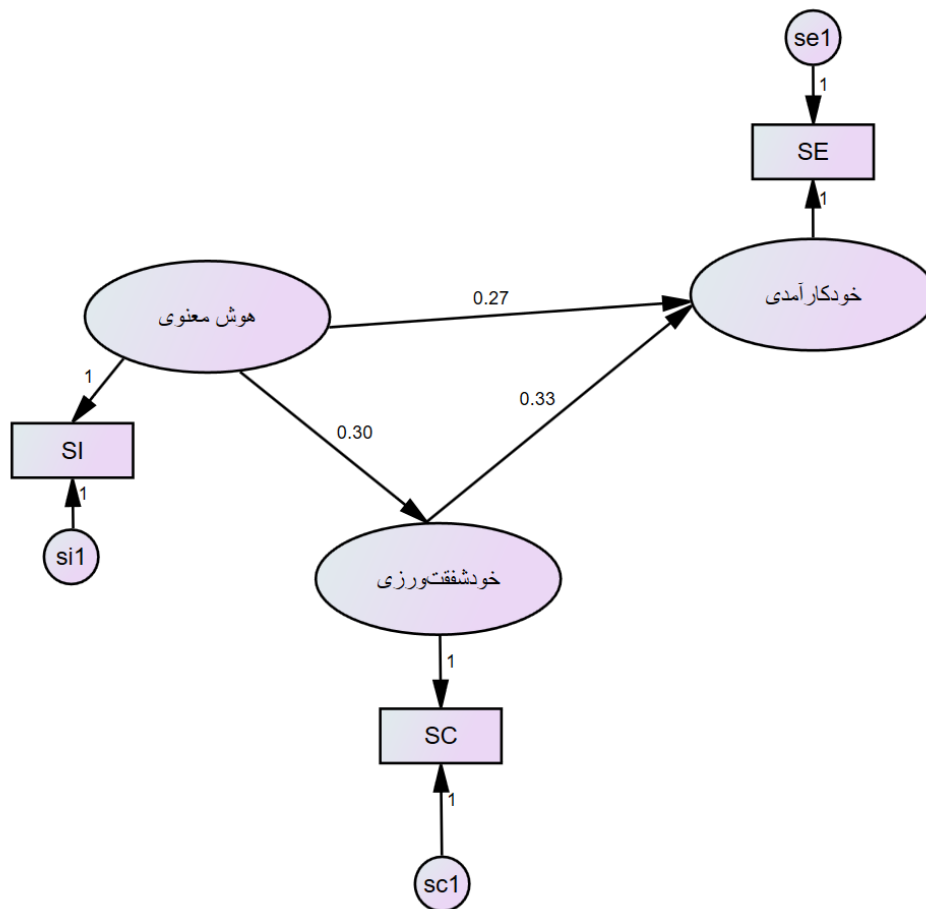 se1
1
SE
1
خودکارآمدی
هوش معنوی
0.27
1
0.33
0.30
SI
1
si1
خودشفقت‌ورزی
1
SC
1
sc1